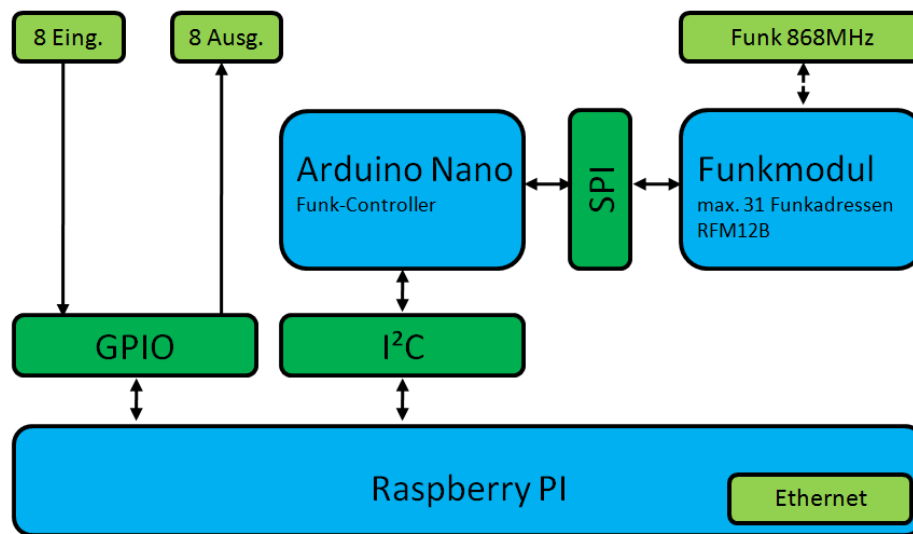 8 Eing.
8 Ausg.
Funk 868MHz
Arduino Nano
Funk-Controller
SPI
Funkmodul
max. 31 Funkadressen
RFM12B
GPIO
I²C
Raspberry PI
Ethernet